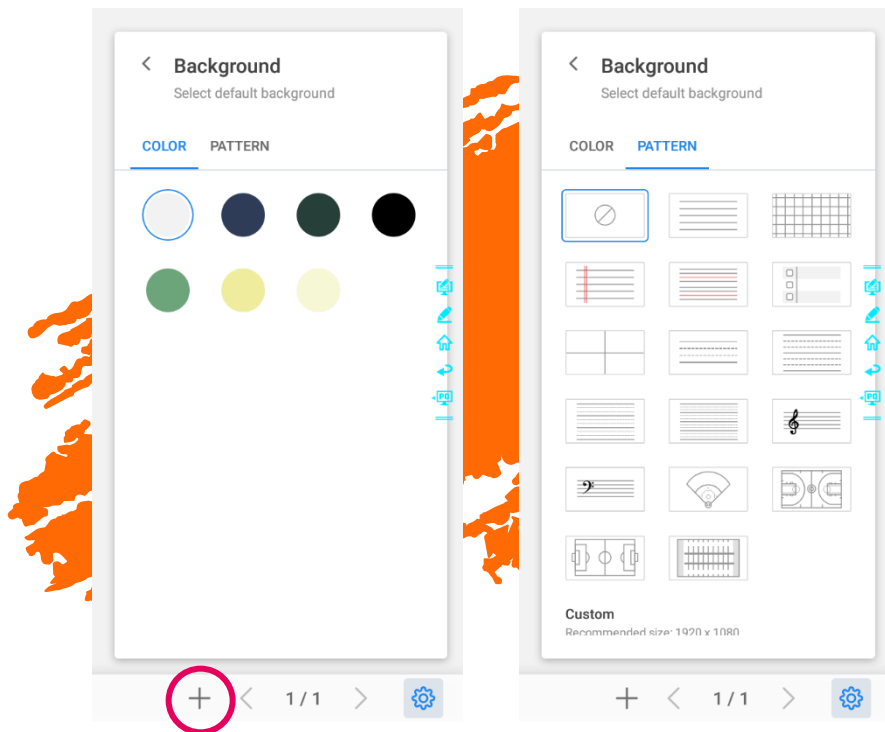 Background
Select default background
COLOR PATTERN
1 / 1
Background
Select default background
COLOR PATTERN
Custom
Recommended size: 1920 x 1080
1 / 1